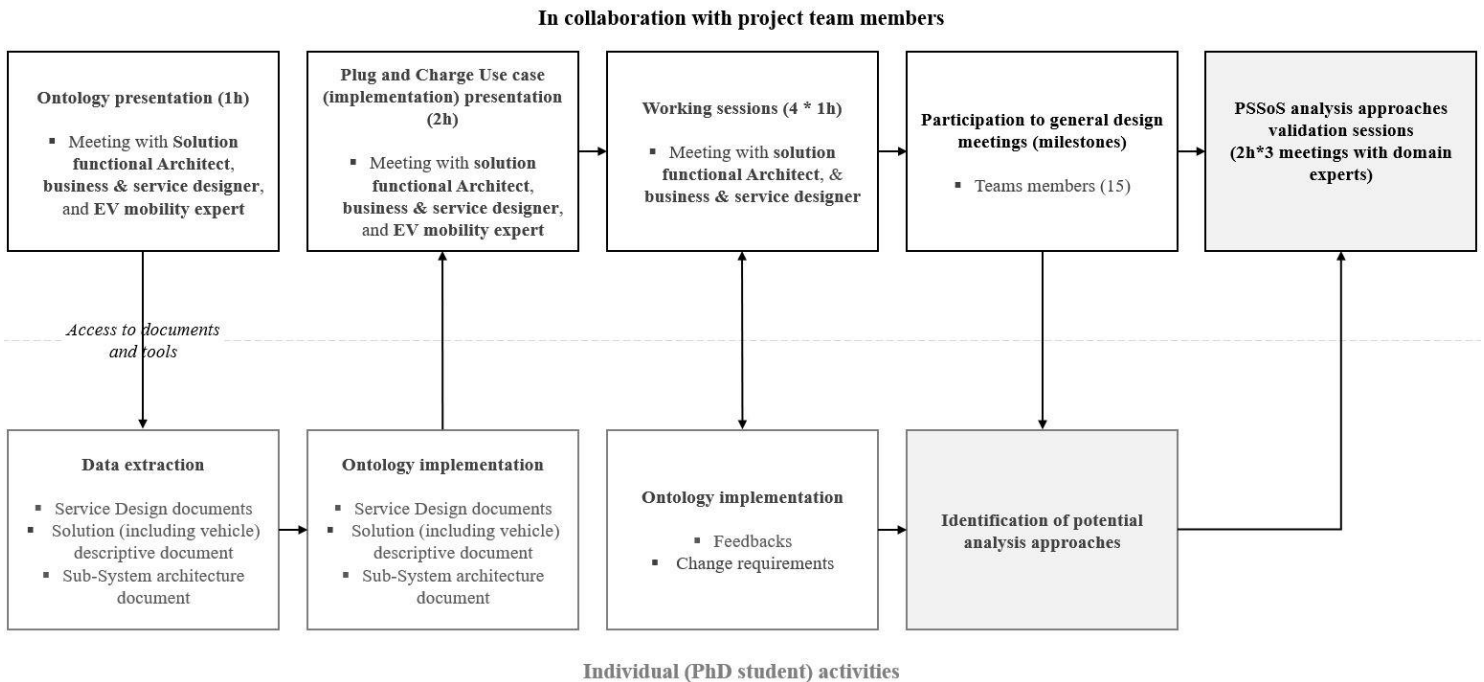 In collaboration with project team members
Ontology presentation (1h)
▪ Meeting with Solution
functional Architect,
business & service designer,
and EV mobility expert
Plug and Charge Use case
(implementation) presentation
(2h)
▪ Meeting with solution
functional Architect,
business & service designer,
and EV mobility expert
Working sessions (4 * 1h)
▪ Meeting with solution
functional Architect, &
business & service designer
Participation to general design
meetings (milestones)
▪ Teams members (15)
PSSoS analysis approaches
validation sessions
(2h*3 meetings with domain
experts)
Access to documents
and tools
Data extraction
▪ Service Design documents
▪ Solution (including vehicle)
descriptive document
▪ Sub-System architecture
document
Ontology implementation
▪ Service Design documents
▪ Solution (including vehicle)
descriptive document
▪ Sub-System architecture
document
Ontology implementation
▪ Feedbacks
▪ Change requirements
Identification of potential
analysis approaches
Individual (PhD student) activities